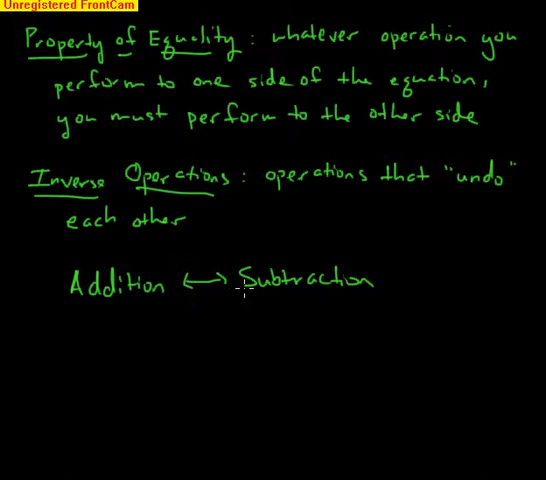 Unregistered FrontCam
Property of Equality : whatever operation you
perform to one side of the equation,
you must perform to the other side
Inverse Operations : operations that "undo"
each other
Addition ↔ Subtraction